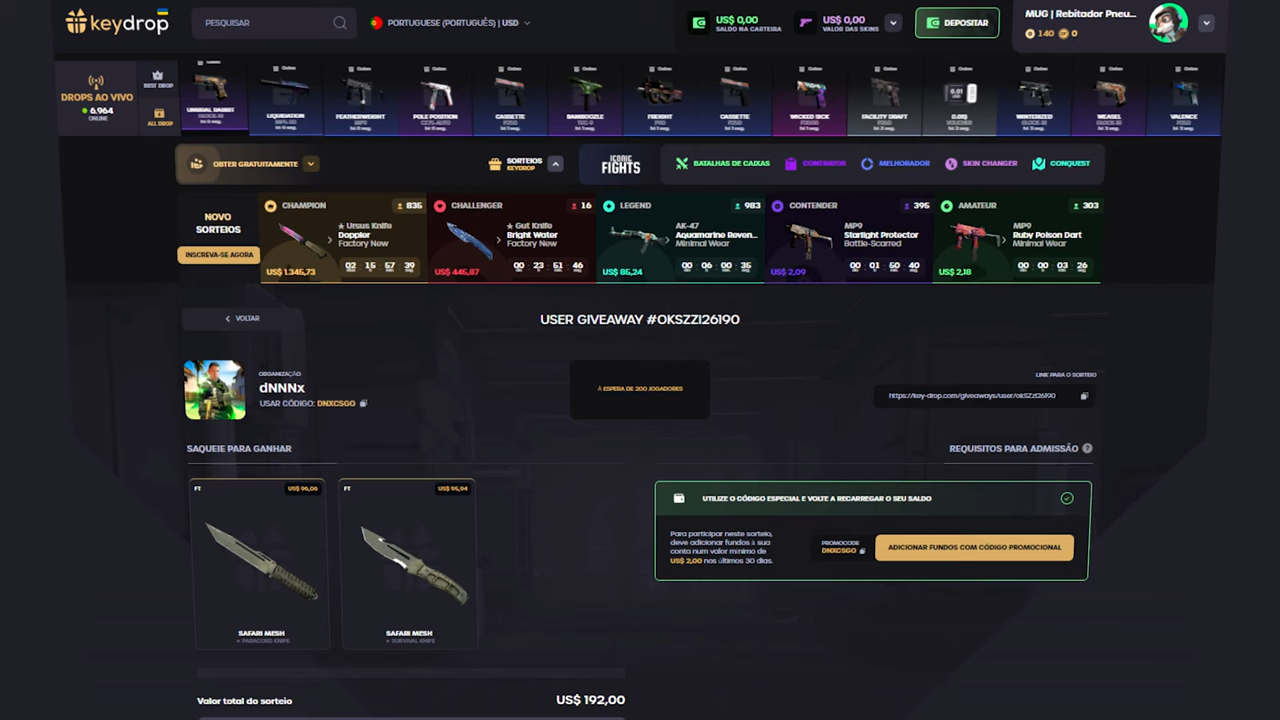 keydrop
PESQUISAR
PORTUGUESE (PORTUGUÊS) | USD
US$ 0,00
SALDO NA CARTEIRA
US$ 0,00
VALOR DAS SKINS
DEPOSITAR
MUG | Rebitador Pneu...
140
0
DROPS AO VIVO
6,964
ONLINE
BEST DROP
ALL DROP
UMBRAL RABBIT
LIQUIDATION
FEATHERWEIGHT
POLE POSITION
CASSETTE
BAMBOOZLE
FREIGHT
CASSETTE
WICKED SICK
FACILITY DRAFT
WINTERIZED
WEASEL
VALENCE
OBTER GRATUITAMENTE
SORTEIOS
KEYDROP
ICONIC
FIGHTS
BATALHAS DE CAIXAS
CONTRATOS
MELHORADOR
SKIN CHANGER
CONQUEST
NOVO
SORTEIOS
INSCREVA-SE AGORA
CHAMPION
835
★ Ursus Knife
Doppler
Factory New
US$ 1.345,73
02 15 57 39
CHALLENGER
16
★ Gut Knife
Bright Water
Factory New
US$ 445,87
00 23 51 46
LEGEND
983
AK-47
Aquamarine Reven...
Minimal Wear
US$ 85,24
00 06 00 35
CONTENDER
395
MP9
Starlight Protector
Battle-Scarred
US$ 2,09
00 01 50 40
AMATEUR
303
MP9
Ruby Poison Dart
Minimal Wear
US$ 2,18
00 00 03 26
VOLTAR
USER GIVEAWAY #OKSZZI26190
ORGANIZAÇÃO
dNNNx
USAR CÓDIGO: DNXCSGO
À ESPERA DE 200 JOGADORES
LINK PARA O SORTEIO
https://key-drop.com/giveaways/user/okSZzI26190
SAQUEIE PARA GANHAR
REQUISITOS PARA ADMISSÃO
FT
US$ 96,06
SAFARI MESH
★ PARACORD KNIFE
FT
US$ 95,94
SAFARI MESH
★ SURVIVAL KNIFE
UTILIZE O CÓDIGO ESPECIAL E VOLTE A RECARREGAR O SEU SALDO
Para participar neste sorteio,
deve adicionar fundos à sua
conta num valor mínimo de
US$ 2,00 nos últimos 30 dias.
PROMOCODE
DNXCSGO
ADICIONAR FUNDOS COM CÓDIGO PROMOCIONAL
Valor total do sorteio
US$ 192,00